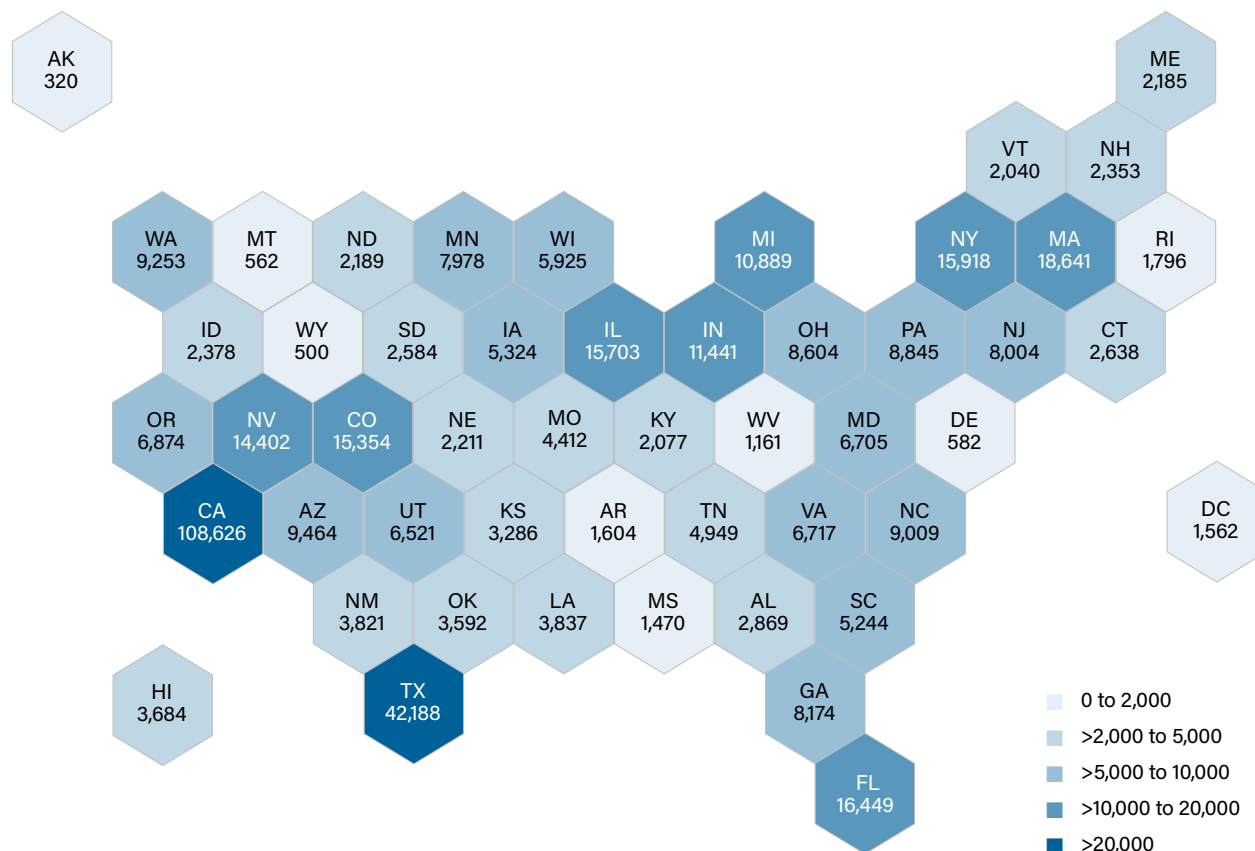 AK
320
ME
2,185
VT
2,040
NH
2,353
WA
9,253
MT
562
ND
2,189
MN
7,978
WI
5,925
MI
10,889
NY
15,918
MA
18,641
RI
1,796
ID
2,378
WY
500
SD
2,584
IA
5,324
IL
15,703
IN
11,441
OH
8,604
PA
8,845
NJ
8,004
CT
2,638
OR
6,874
NV
14,402
CO
15,354
NE
2,211
MO
4,412
KY
2,077
WV
1,161
MD
6,705
DE
582
CA
108,626
AZ
9,464
UT
6,521
KS
3,286
AR
1,604
TN
4,949
VA
6,717
NC
9,009
DC
1,562
NM
3,821
OK
3,592
LA
3,837
MS
1,470
AL
2,869
SC
5,244
HI
3,684
TX
42,188
GA
8,174
FL
16,449
0 to 2,000
>2,000 to 5,000
>5,000 to 10,000
>10,000 to 20,000
>20,000